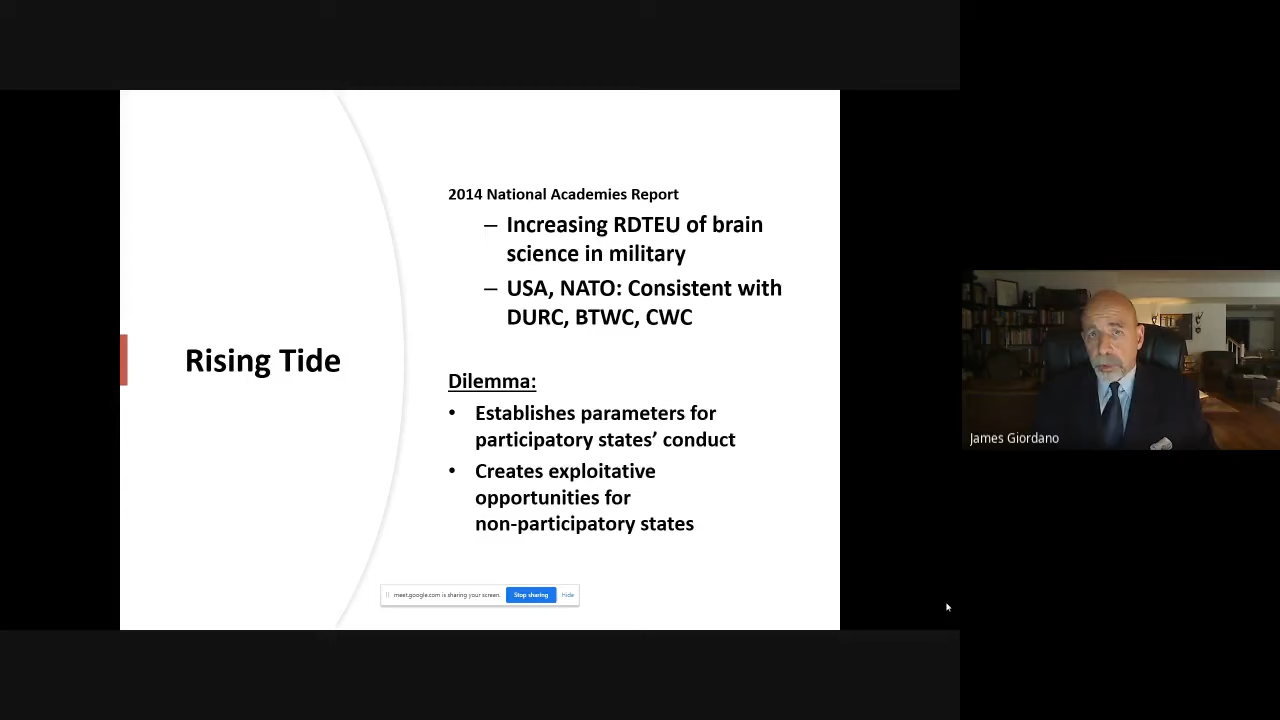 2014 National Academies Report
– Increasing RDTEU of brain
science in military
– USA, NATO: Consistent with
DURC, BTWC, CWC
Rising Tide
Dilemma:
• Establishes parameters for
participatory states’ conduct
• Creates exploitative
opportunities for
non-participatory states
James Giordano
meet.google.com is sharing your screen. Stop sharing Hide